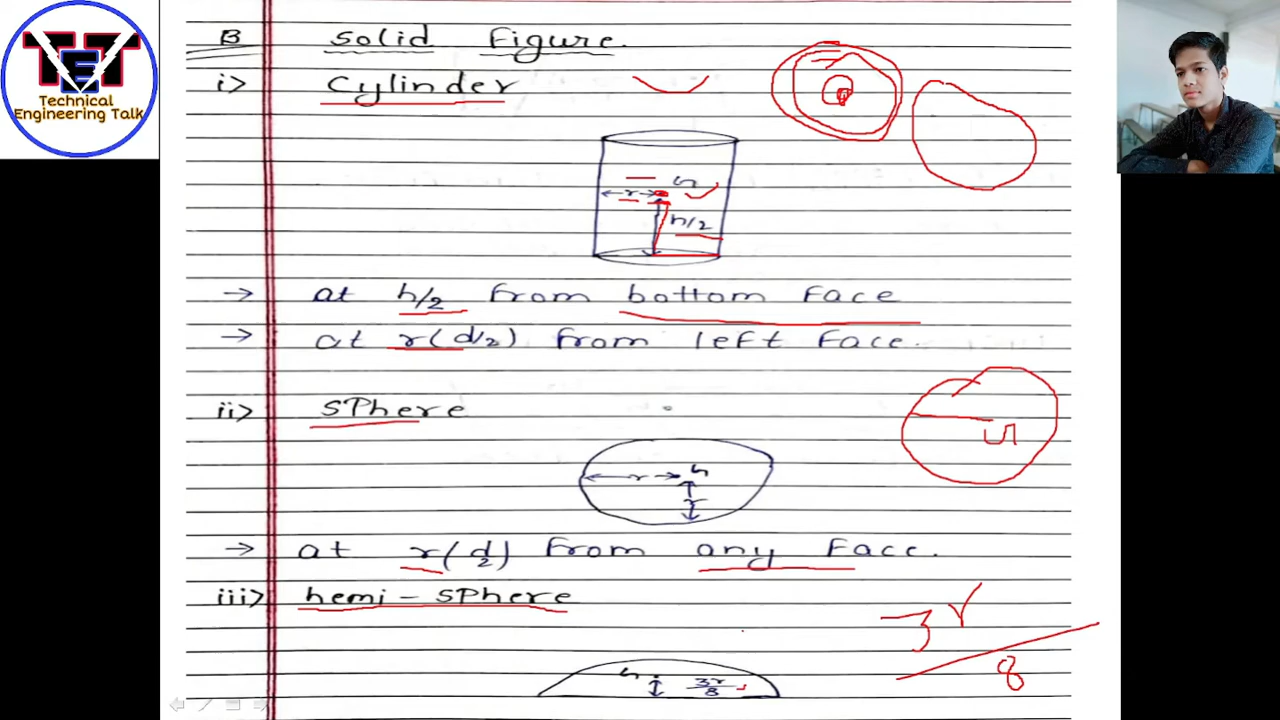 TET
Technical
Engineering Talk
B Solid Figure.
i> Cylinder
G
r
h/2
→ at h/2 from bottom face
→ at r(d/2) from left face.
ii> Sphere
G
r
r
→ at r(d/2) from any face.
iii> hemi - sphere
3r/8
G
3r/8